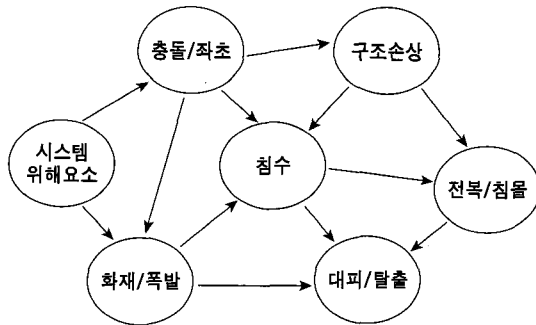 충돌/좌초
구조손상
시스템
위해요소
침수
전복/침몰
화재/폭발
대피/탈출